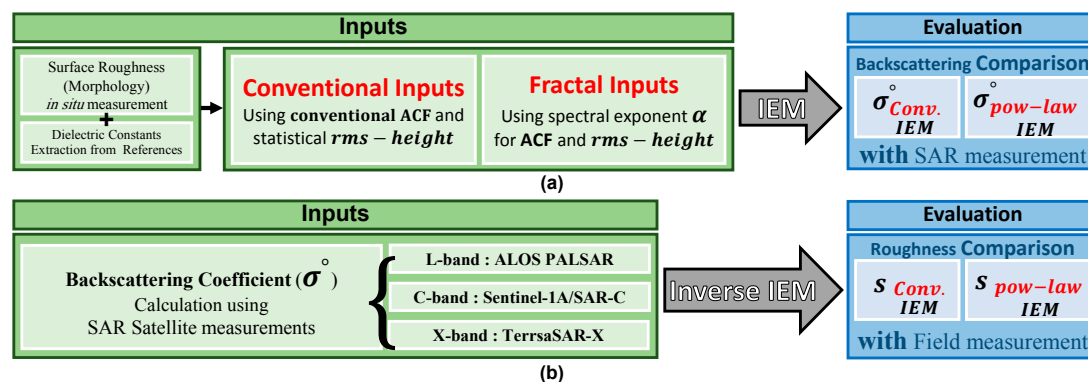 Inputs
Surface Roughness
(Morphology)
in situ measurement
+
Dielectric Constants
Extraction from References
Conventional Inputs
Using conventional ACF and
statistical rms − height
Fractal Inputs
Using spectral exponent α
for ACF and rms − height
IEM
Evaluation
Backscattering Comparison
σ° Conv. IEM
σ° pow−law IEM
with SAR measurement
(a)
Inputs
Backscattering Coefficient (σ°)
Calculation using
SAR Satellite measurements
{
L-band : ALOS PALSAR
C-band : Sentinel-1A/SAR-C
X-band : TerrsaSAR-X
Inverse IEM
Evaluation
Roughness Comparison
s Conv. IEM
s pow−law IEM
with Field measurement
(b)